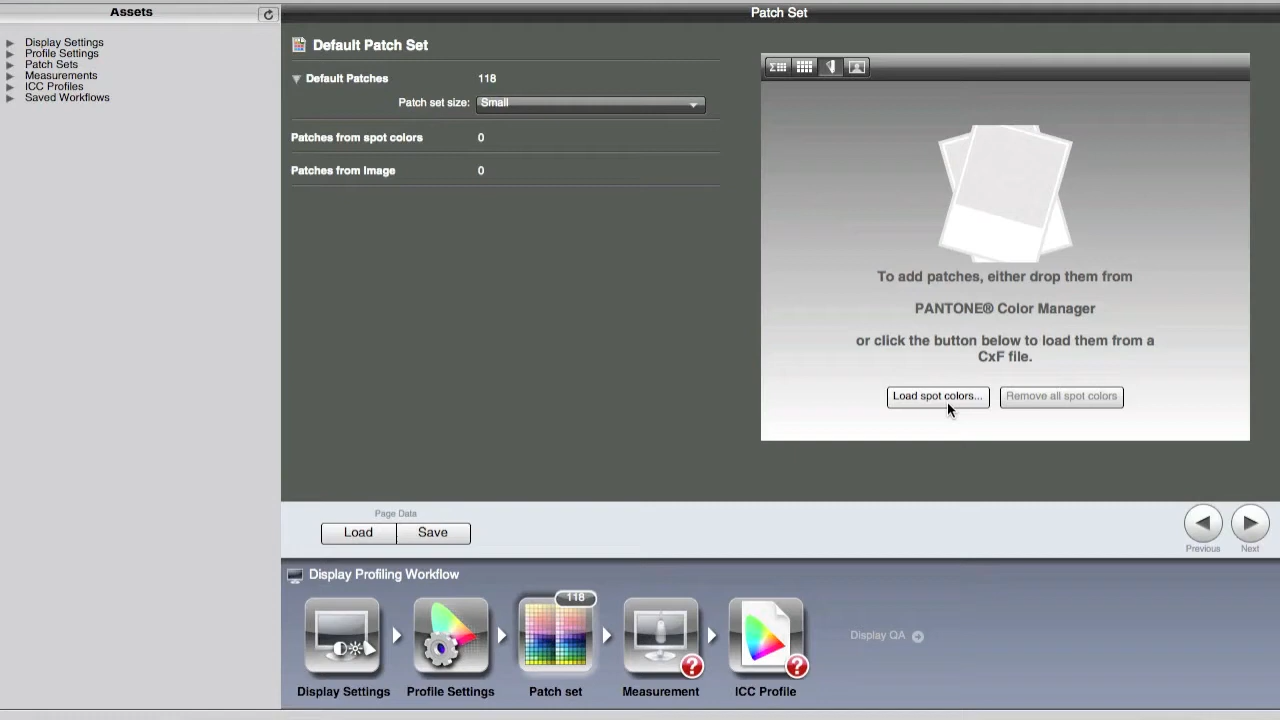 Assets
Patch Set
Display Settings
Profile Settings
Patch Sets
Measurements
ICC Profiles
Saved Workflows
Default Patch Set
Default Patches 118
Patch set size: Small
Patches from spot colors 0
Patches from Image 0
To add patches, either drop them from
PANTONE® Color Manager
or click the button below to load them from a
CxF file.
Load spot colors... Remove all spot colors
Page Data
Load Save
Previous Next
Display Profiling Workflow
118
Display Settings Profile Settings Patch set Measurement ICC Profile
Display QA